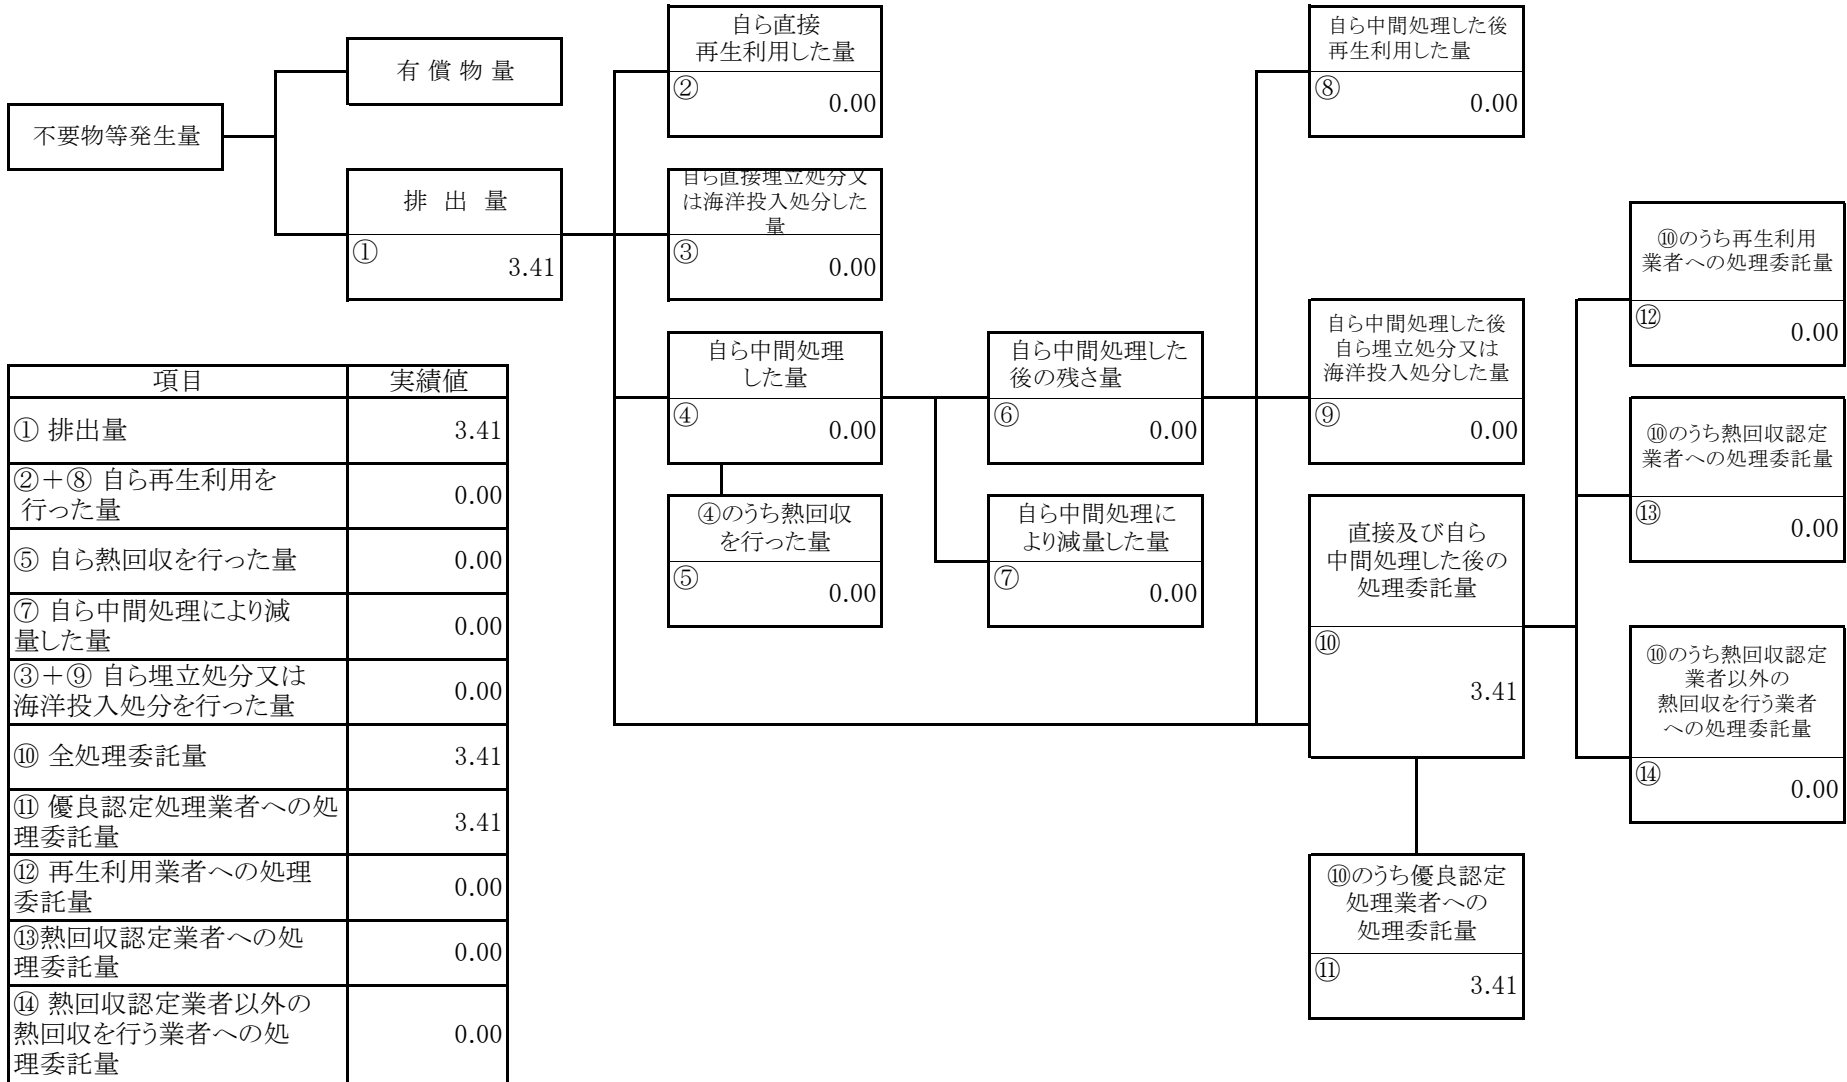 不要物等発生量
有 償 物 量
排 出 量
①
3.41
自ら直接
再生利用した量
②
0.00
自ら直接埋立処分又
は海洋投入処分した
量
③
0.00
自ら中間処理
した量
④
0.00
④のうち熱回収
を行った量
⑤
0.00
自ら中間処理した
後の残さ量
⑥
0.00
自ら中間処理に
より減量した量
⑦
0.00
自ら中間処理した後
再生利用した量
⑧
0.00
自ら中間処理した後
自ら埋立処分又は
海洋投入処分した量
⑨
0.00
直接及び自ら
中間処理した後の
処理委託量
⑩
3.41
⑩のうち優良認定
処理業者への
処理委託量
⑪
3.41
⑩のうち再生利用
業者への処理委託量
⑫
0.00
⑩のうち熱回収認定
業者への処理委託量
⑬
0.00
⑩のうち熱回収認定
業者以外の
熱回収を行う業者
への処理委託量
⑭
0.00
項目 実績値
① 排出量 3.41
②+⑧ 自ら再生利用を
行った量 0.00
⑤ 自ら熱回収を行った量 0.00
⑦ 自ら中間処理により減
量した量 0.00
③+⑨ 自ら埋立処分又は
海洋投入処分を行った量 0.00
⑩ 全処理委託量 3.41
⑪ 優良認定処理業者への処
理委託量 3.41
⑫ 再生利用業者への処理
委託量 0.00
⑬熱回収認定業者への処
理委託量 0.00
⑭ 熱回収認定業者以外の
熱回収を行う業者への処
理委託量 0.00